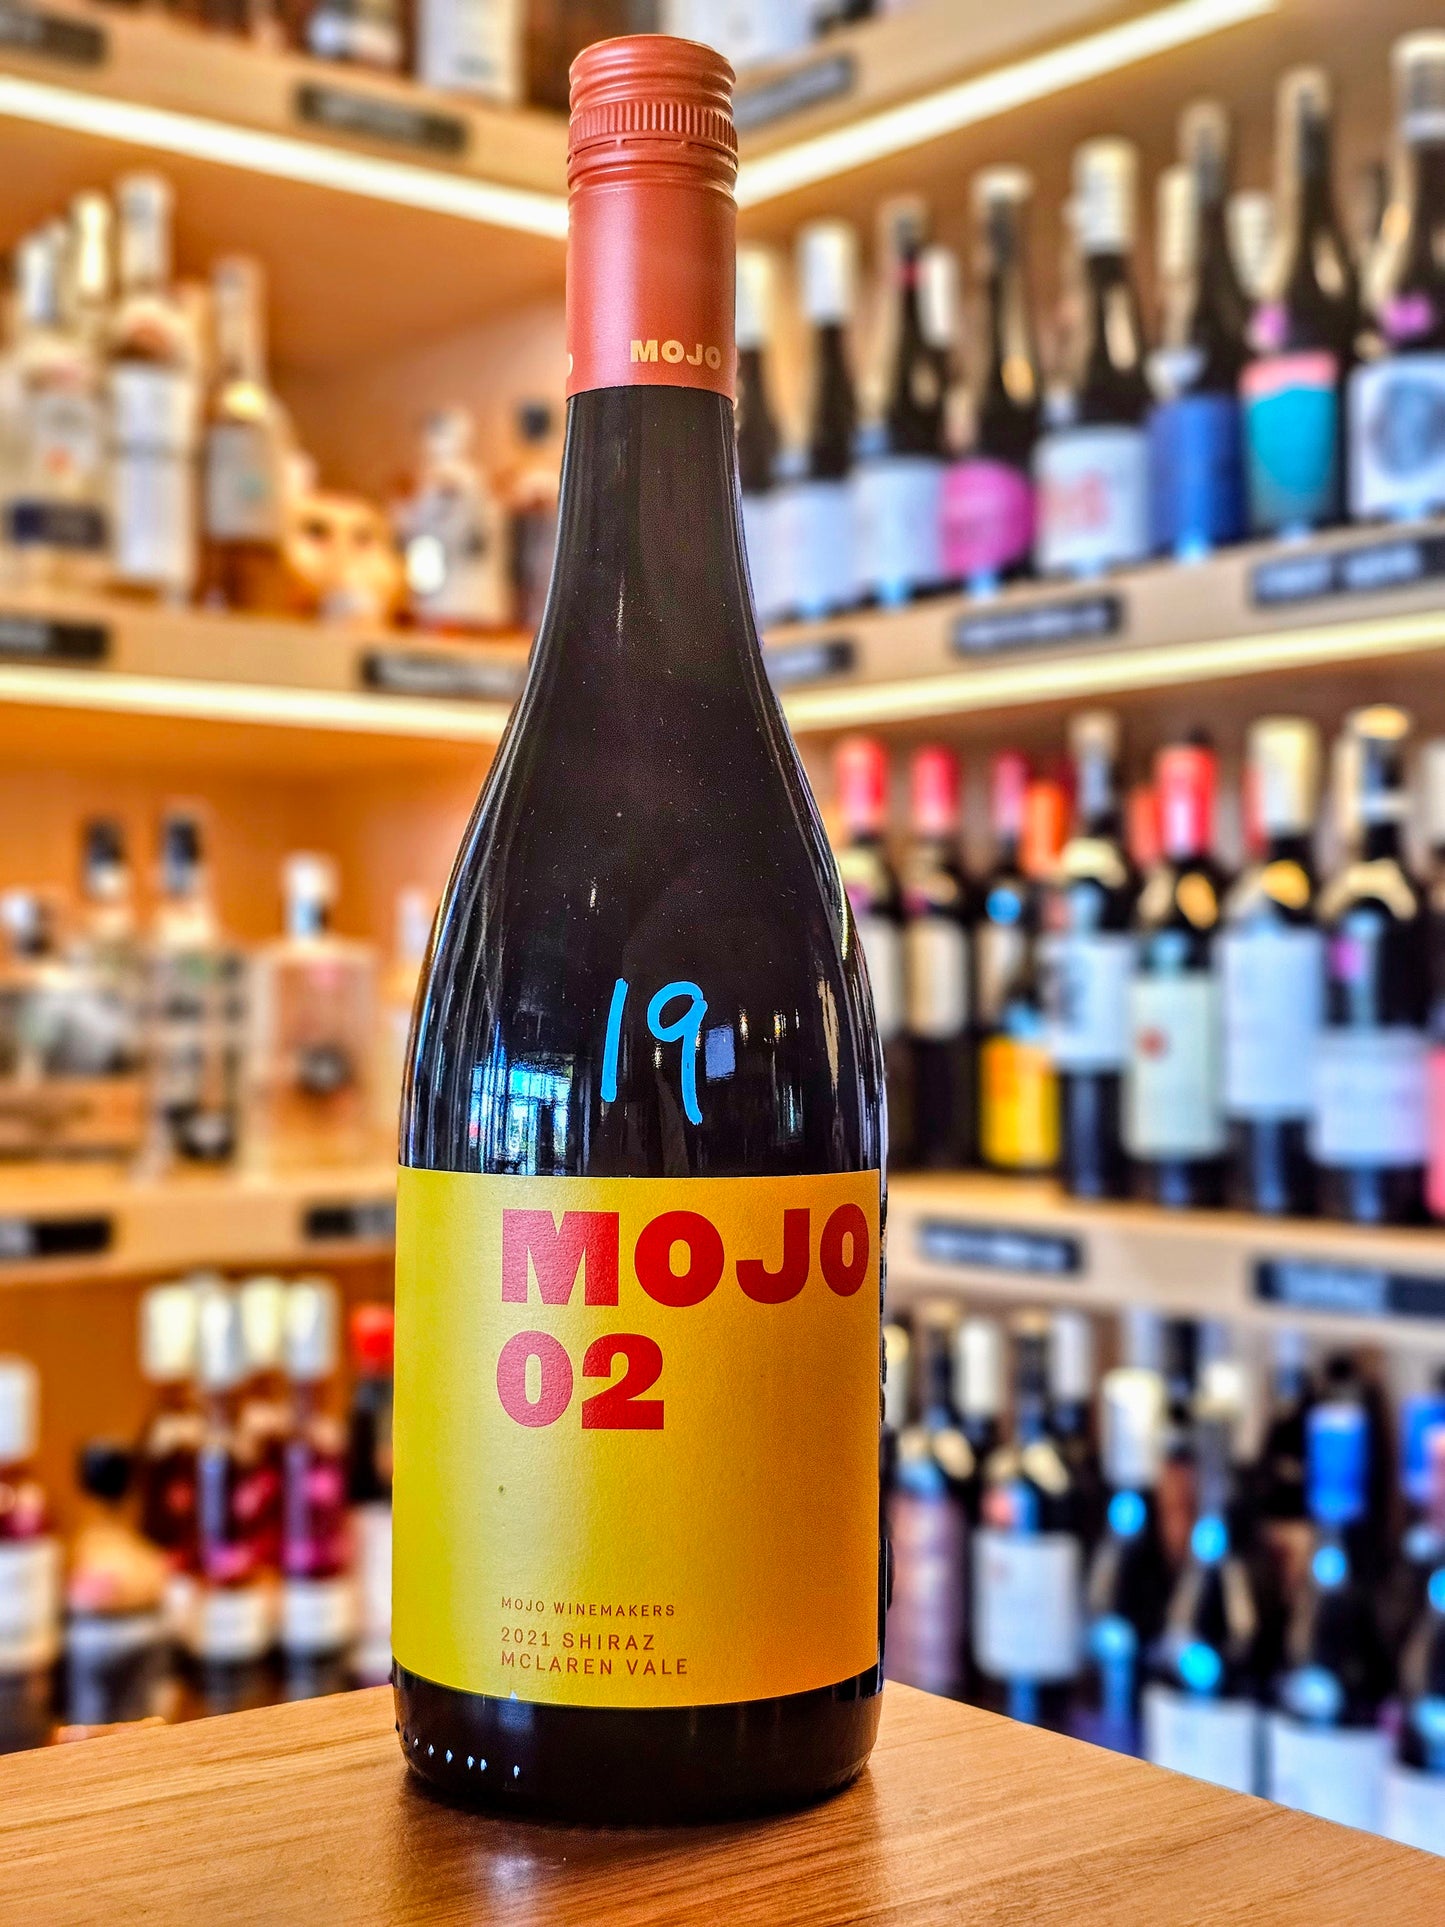 MOJO
19
MOJO
02
MOJO WINEMAKERS
2021 SHIRAZ
MCLAREN VALE